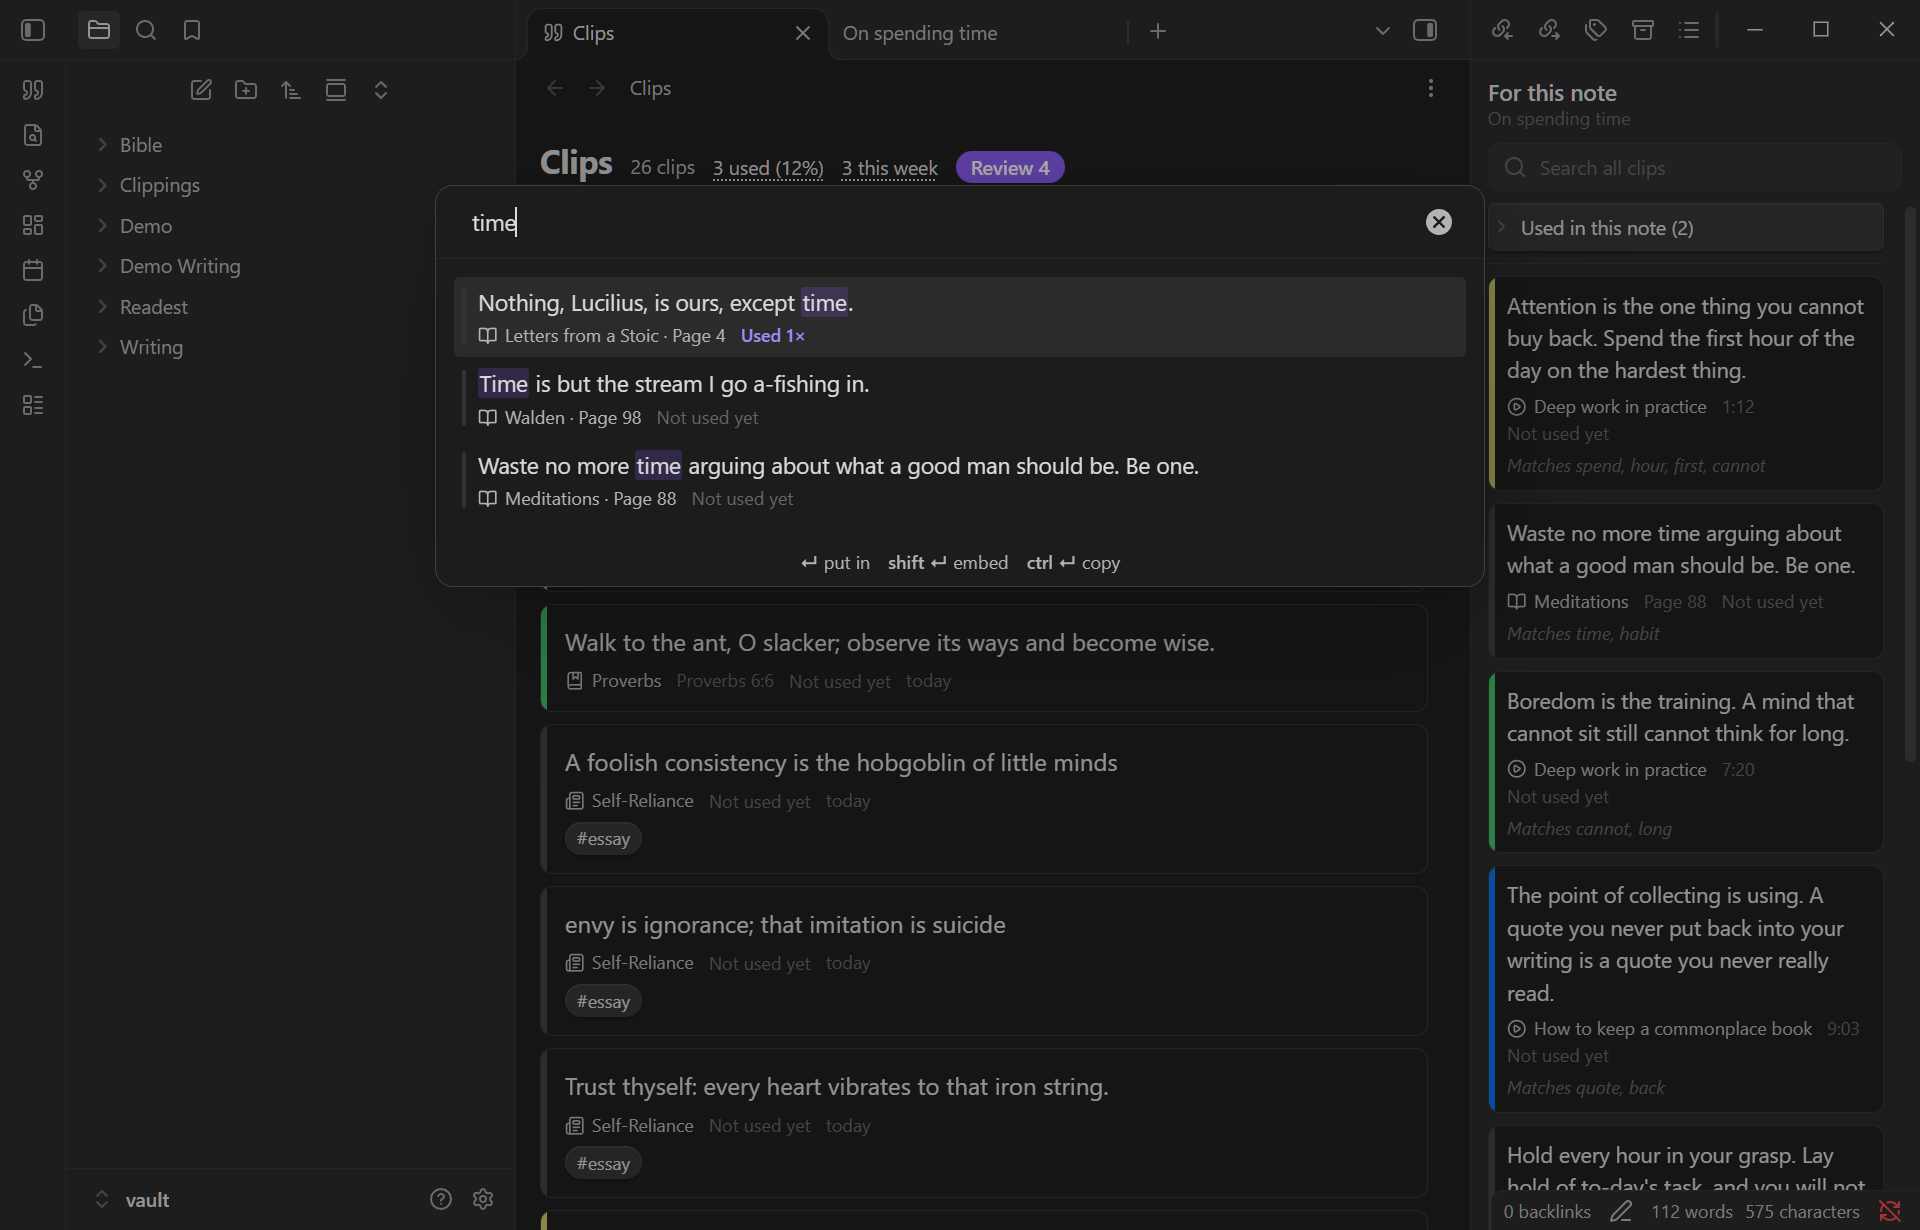 Clips
On spending time
Clips
Bible
Clippings
Demo
Demo Writing
Readest
Writing
vault
Clips 26 clips 3 used (12%) 3 this week Review 4
time
Nothing, Lucilius, is ours, except time.
Letters from a Stoic · Page 4 Used 1×
Time is but the stream I go a-fishing in.
Walden · Page 98 Not used yet
Waste no more time arguing about what a good man should be. Be one.
Meditations · Page 88 Not used yet
↵ put in shift ↵ embed ctrl ↵ copy
Walk to the ant, O slacker; observe its ways and become wise.
Proverbs Proverbs 6:6 Not used yet today
A foolish consistency is the hobgoblin of little minds
Self-Reliance Not used yet today
#essay
envy is ignorance; that imitation is suicide
Self-Reliance Not used yet today
#essay
Trust thyself: every heart vibrates to that iron string.
Self-Reliance Not used yet today
#essay
For this note
On spending time
Search all clips
Used in this note (2)
Attention is the one thing you cannot
buy back. Spend the first hour of the
day on the hardest thing.
Deep work in practice 1:12
Not used yet
Matches spend, hour, first, cannot
Waste no more time arguing about
what a good man should be. Be one.
Meditations Page 88 Not used yet
Matches time, habit
Boredom is the training. A mind that
cannot sit still cannot think for long.
Deep work in practice 7:20
Not used yet
Matches cannot, long
The point of collecting is using. A
quote you never put back into your
writing is a quote you never really
read.
How to keep a commonplace book 9:03
Not used yet
Matches quote, back
Hold every hour in your grasp. Lay
hold of to-day's task, and you will not
0 backlinks 112 words 575 characters